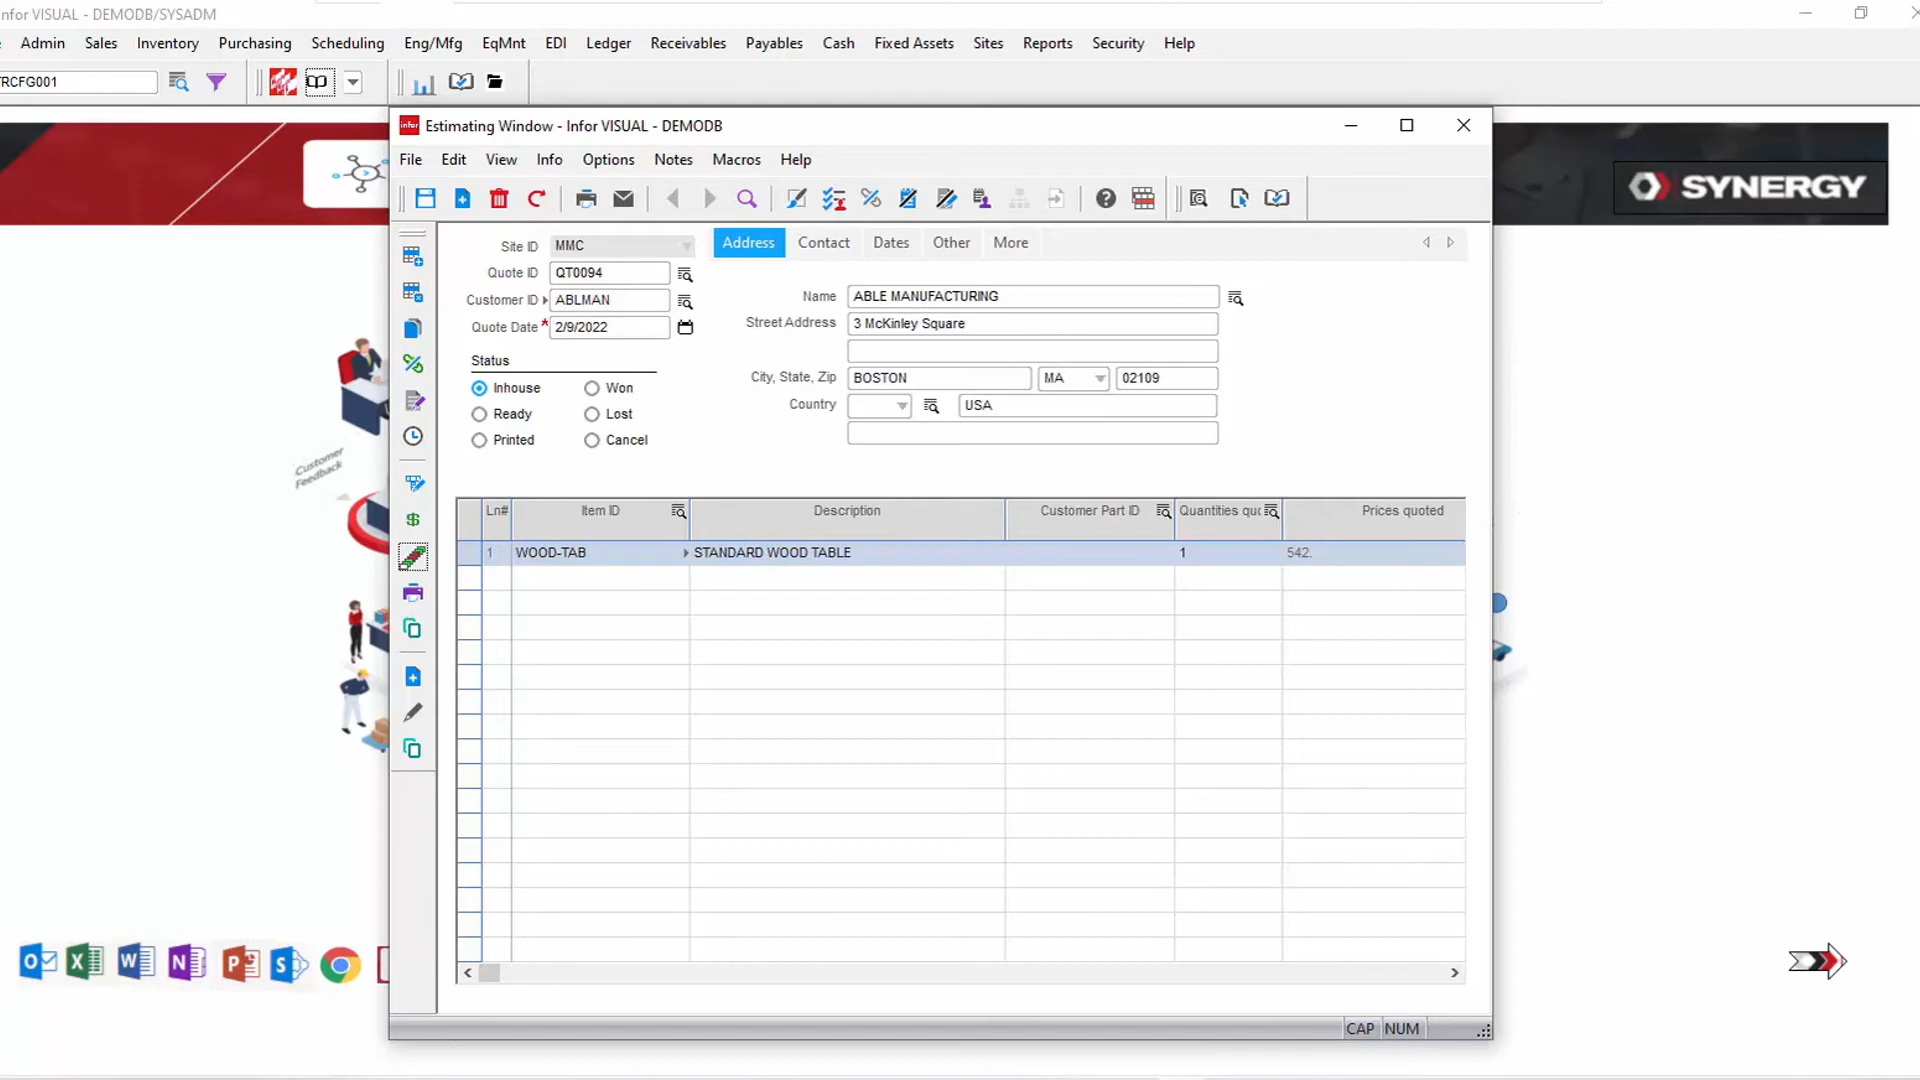 nfor VISUAL - DEMODB/SYSADM
Admin Sales Inventory Purchasing Scheduling Eng/Mfg EqMnt EDI Ledger Receivables Payables Cash Fixed Assets Sites Reports Security Help
RCFG001
infor Estimating Window - Infor VISUAL - DEMODB
File Edit View Info Options Notes Macros Help
SYNERGY
Site ID MMC
Quote ID QT0094
Customer ID ABLMAN
Quote Date * 2/9/2022
Status
Inhouse Won
Ready Lost
Printed Cancel
Address Contact Dates Other More
Name ABLE MANUFACTURING
Street Address 3 McKinley Square
City, State, Zip BOSTON MA 02109
Country USA
Customer
Feedback
Ln# Item ID Description Customer Part ID Quantities quo Prices quoted
1 WOOD-TAB STANDARD WOOD TABLE 1 542.
CAP NUM